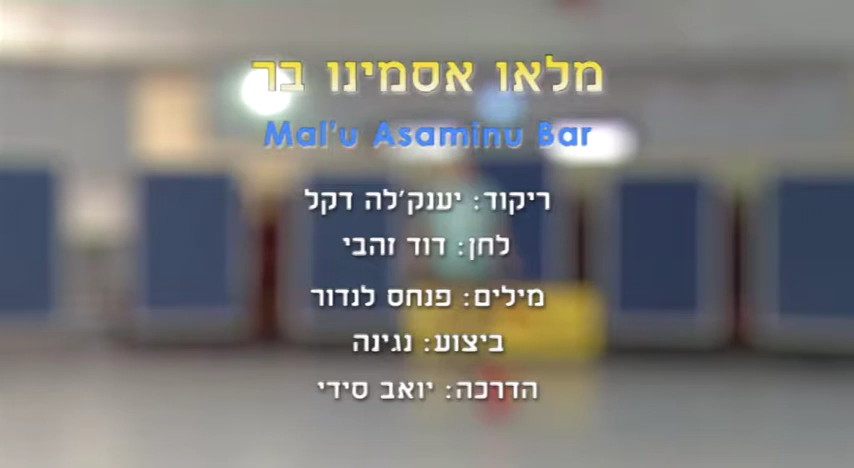 מלאו אסמינו בר
Mal'u Asaminu Bar
ריקוד: יענק'לה דקל
לחן: דוד זהבי
מילים: פנחס לנדור
ביצוע: נגינה
הדרכה: יואב סידי